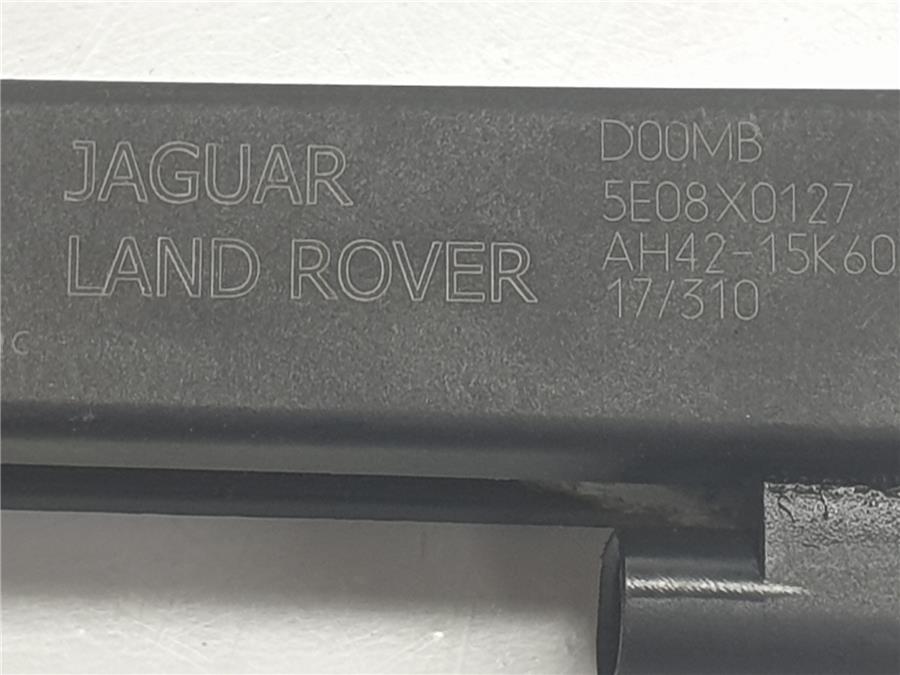 JAGUAR
LAND ROVER
D00MB
5E08X0127
AH42-15K60
17/310